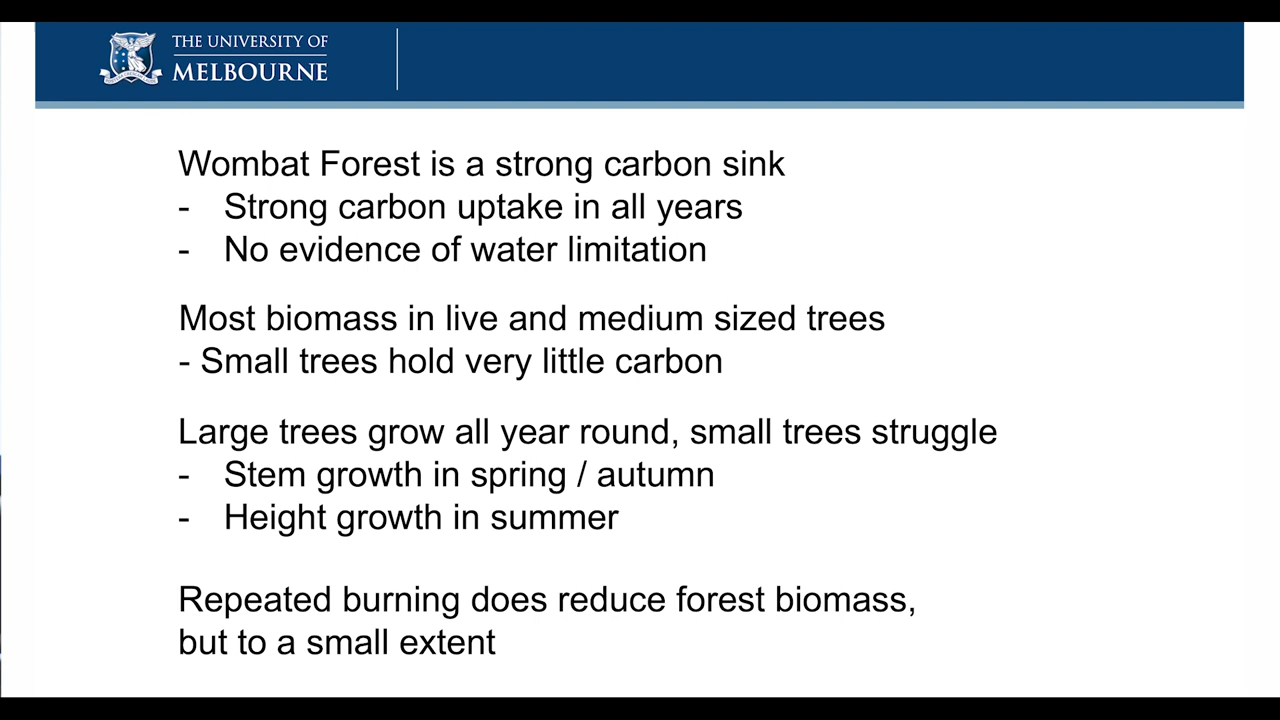 THE UNIVERSITY OF
MELBOURNE
Wombat Forest is a strong carbon sink
- Strong carbon uptake in all years
- No evidence of water limitation
Most biomass in live and medium sized trees
- Small trees hold very little carbon
Large trees grow all year round, small trees struggle
- Stem growth in spring / autumn
- Height growth in summer
Repeated burning does reduce forest biomass,
but to a small extent